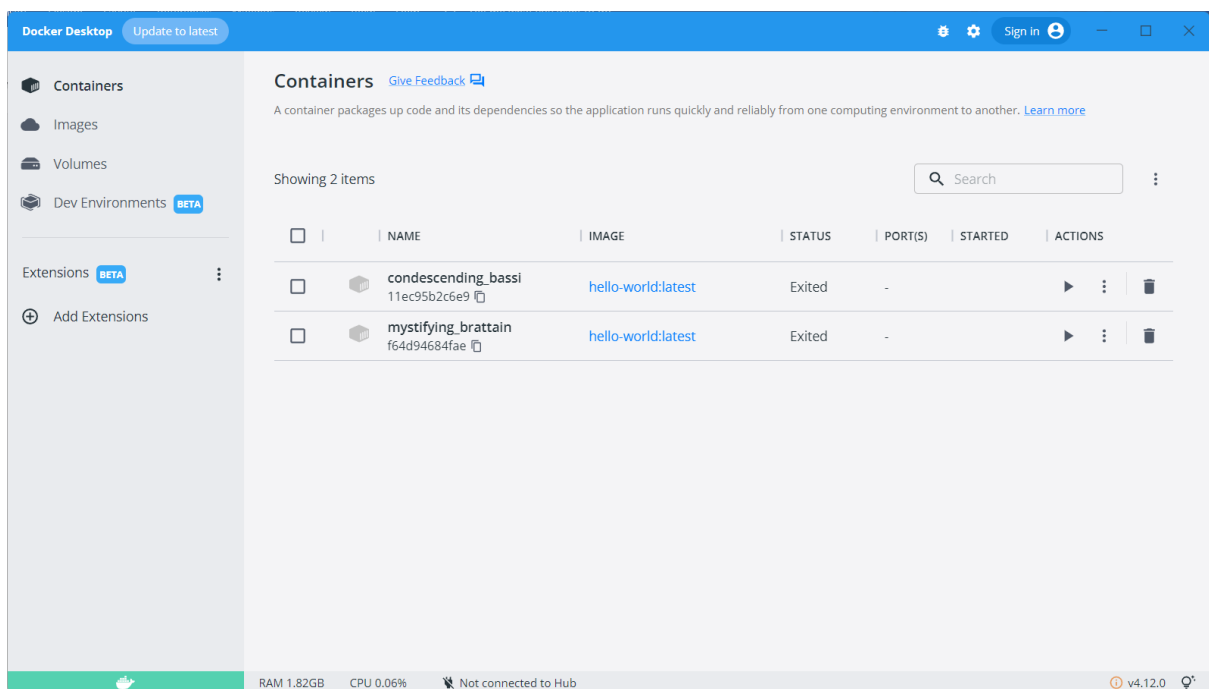 Docker Desktop Update to latest Sign in
Containers
Images
Volumes
Dev Environments BETA
Extensions BETA
Add Extensions
Containers Give Feedback
A container packages up code and its dependencies so the application runs quickly and reliably from one computing environment to another. Learn more
Showing 2 items Search
NAME IMAGE STATUS PORT(S) STARTED ACTIONS
condescending_bassi
11ec95b2c6e9 hello-world:latest Exited -
mystifying_brattain
f64d94684fae hello-world:latest Exited -
RAM 1.82GB CPU 0.06% Not connected to Hub v4.12.0